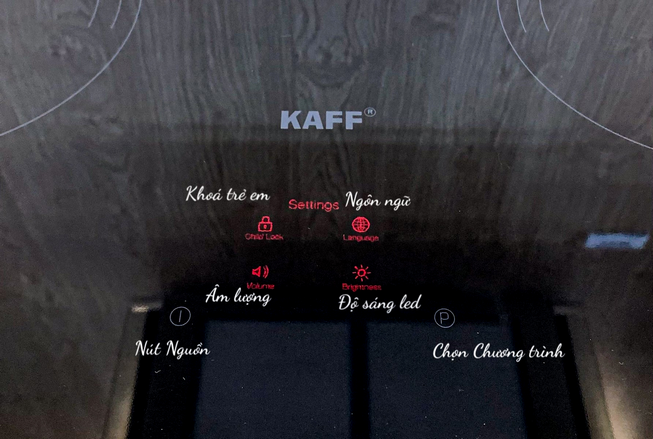 KAFF®
Khoá trẻ em
Settings
Ngôn ngữ
Child Lock
Language
Volume
Brightness
Âm lượng
Độ sáng led
P
Nút Nguồn
Chọn Chương trình